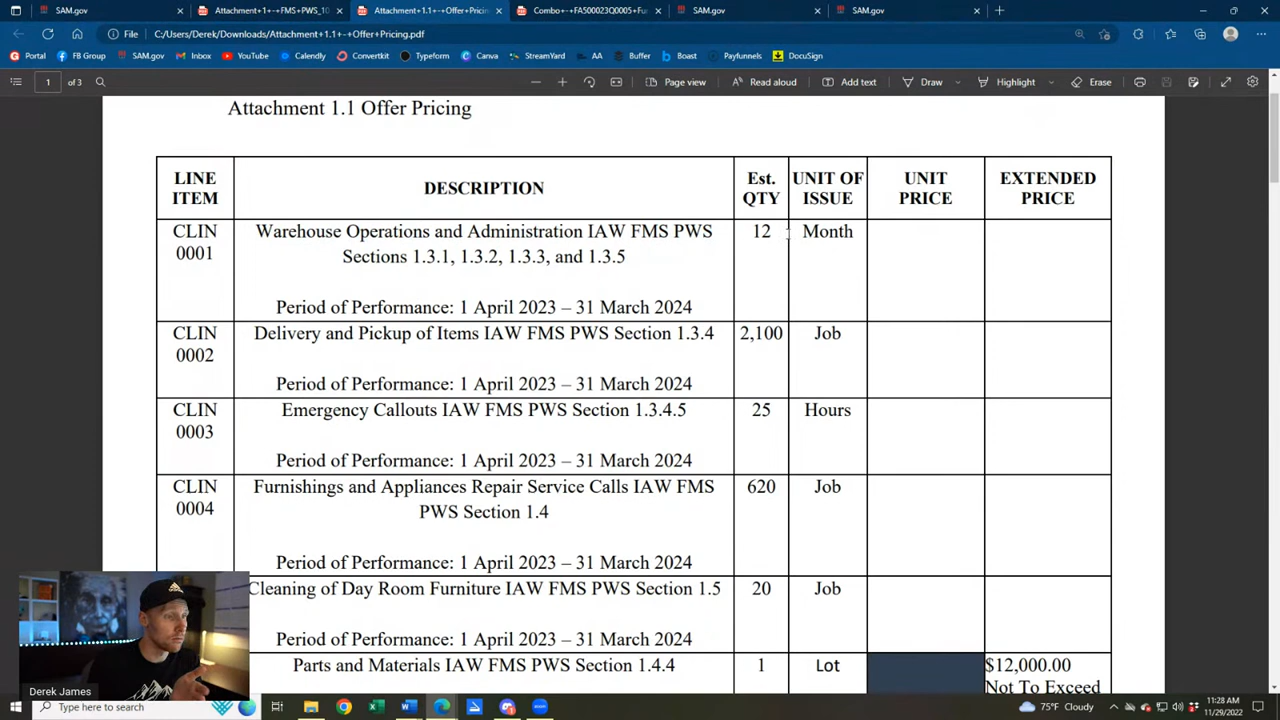 SAM.gov
Attachment+1+-+FMS+PWS_10
Attachment+1.1+-+Offer+Pricin
Combo+-+FA500023Q0005+Fur
SAM.gov
SAM.gov
File
C:/Users/Derek/Downloads/Attachment+1.1+-+Offer+Pricing.pdf
Portal
FB Group
SAM.gov
Inbox
YouTube
Calendly
Convertkit
Typeform
Canva
StreamYard
AA
Buffer
Boast
Payfunnels
DocuSign
1 of 3
Page view
Read aloud
Add text
Draw
Highlight
Erase
Attachment 1.1 Offer Pricing
LINE
ITEM
DESCRIPTION
Est.
QTY
UNIT OF
ISSUE
UNIT
PRICE
EXTENDED
PRICE
CLIN
0001
Warehouse Operations and Administration IAW FMS PWS
Sections 1.3.1, 1.3.2, 1.3.3, and 1.3.5
Period of Performance: 1 April 2023 – 31 March 2024
12
Month
CLIN
0002
Delivery and Pickup of Items IAW FMS PWS Section 1.3.4
Period of Performance: 1 April 2023 – 31 March 2024
2,100
Job
CLIN
0003
Emergency Callouts IAW FMS PWS Section 1.3.4.5
Period of Performance: 1 April 2023 – 31 March 2024
25
Hours
CLIN
0004
Furnishings and Appliances Repair Service Calls IAW FMS
PWS Section 1.4
Period of Performance: 1 April 2023 – 31 March 2024
620
Job
Cleaning of Day Room Furniture IAW FMS PWS Section 1.5
Period of Performance: 1 April 2023 – 31 March 2024
20
Job
Parts and Materials IAW FMS PWS Section 1.4.4
1
Lot
$12,000.00
Not To Exceed
Derek James
Type here to search
75°F Cloudy
11:28 AM
11/29/2022